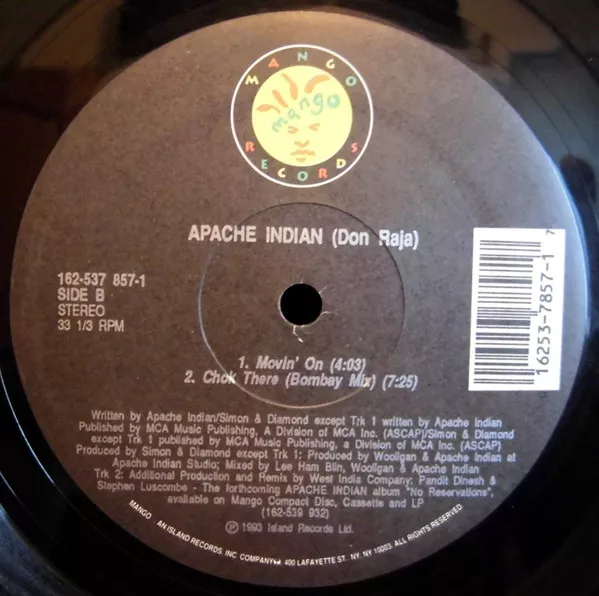 MANGO
mango
RECORDS
APACHE INDIAN (Don Raja)
162-537 857-1
SIDE B
STEREO
33 1/3 RPM
1. Movin' On (4:03)
2. Chok There (Bombay Mix) (7:25)
7
16253-7857-1
Written by Apache Indian/Simon & Diamond except Trk 1 written by Apache Indian
Published by MCA Music Publishing, A Division of MCA Inc. (ASCAP)/Simon & Diamond
except Trk 1 published by MCA Music Publishing, a Division of MCA Inc. (ASCAP)
Produced by Simon & Diamond except Trk 1: Produced by Wooligan & Apache Indian at
Apache Indian Studio; Mixed by Lee Ham Blin, Wooligan & Apache Indian
Trk 2: Additional Production and Remix by West India Company: Pandit Dinesh &
Stephen Luscombe - The forthcoming APACHE INDIAN album "No Reservations",
available on Mango Compact Disc, Cassette and LP
(162-539 932)
℗ 1993 Island Records Ltd.
MANGO - AN ISLAND RECORDS, INC. COMPANY, 400 LAFAYETTE ST. NY, NY 10003. ALL RIGHTS RESERVED